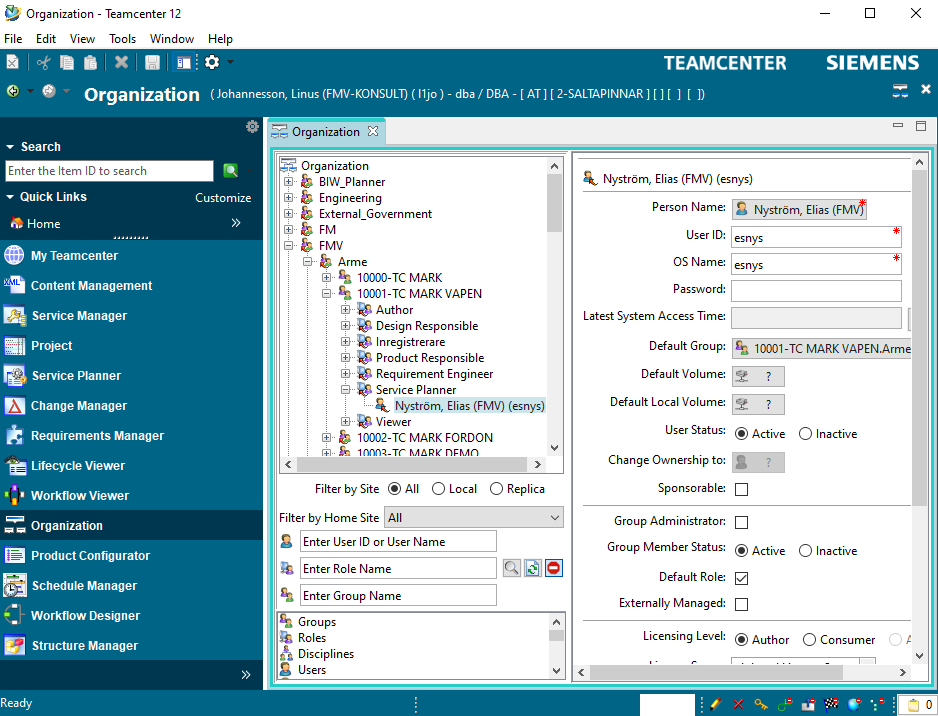 Organization - Teamcenter 12
File Edit View Tools Window Help
TEAMCENTER SIEMENS
Organization ( Johannesson, Linus (FMV-KONSULT) ( l1jo ) - dba / DBA - [ AT ] [ 2-SALTAPINNAR ] [ ] [ ] [ ])
Search
Enter the Item ID to search
Quick Links Customize
Home
My Teamcenter
Content Management
Service Manager
Project
Service Planner
Change Manager
Requirements Manager
Lifecycle Viewer
Workflow Viewer
Organization
Product Configurator
Schedule Manager
Workflow Designer
Structure Manager
Organization
Organization
BIW_Planner
Engineering
External_Government
FM
FMV
Arme
10000-TC MARK
10001-TC MARK VAPEN
Author
Design Responsible
Inregistrerare
Product Responsible
Requirement Engineer
Service Planner
Nyström, Elias (FMV) (esnys)
Viewer
10002-TC MARK FORDON
10003-TC MARK DEMO
Filter by Site All Local Replica
Filter by Home Site All
Enter User ID or User Name
Enter Role Name
Enter Group Name
Groups
Roles
Disciplines
Users
Nyström, Elias (FMV) (esnys)
Person Name: Nyström, Elias (FMV)*
User ID: esnys *
OS Name: esnys *
Password:
Latest System Access Time:
Default Group: 10001-TC MARK VAPEN.Arme
Default Volume: ?
Default Local Volume: ?
User Status: Active Inactive
Change Ownership to: ?
Sponsorable:
Group Administrator:
Group Member Status: Active Inactive
Default Role:
Externally Managed:
Licensing Level: Author Consumer
Ready 0